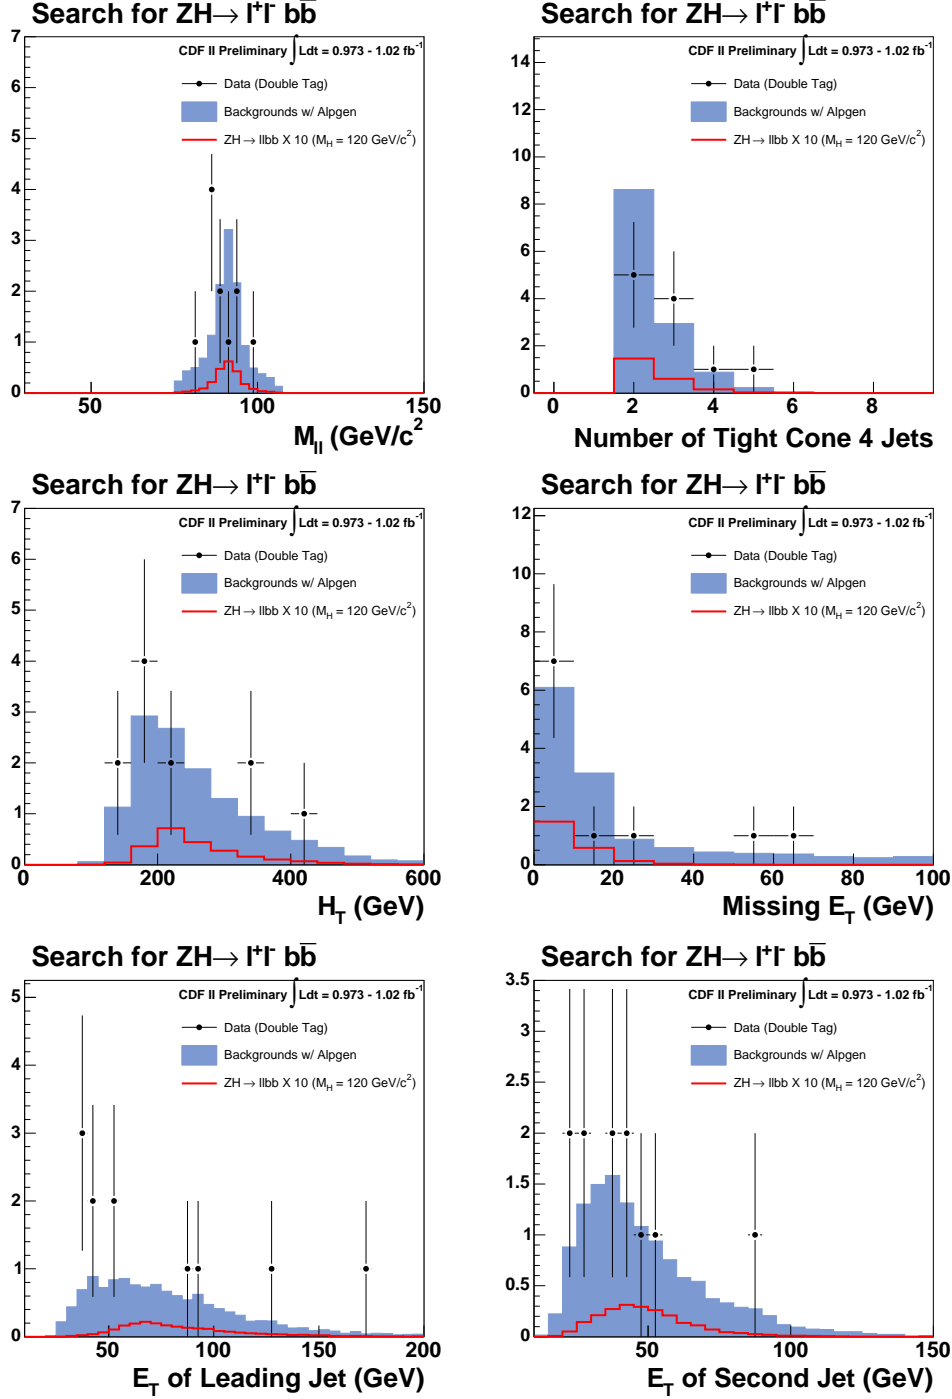 Search for ZH→ l⁺l⁻ bb̅
CDF II Preliminary ∫ Ldt = 0.973 - 1.02 fb⁻¹
Data (Double Tag)
Backgrounds w/ Alpgen
ZH → llbb X 10 (M_H = 120 GeV/c²)
7
6
5
4
3
2
1
0
50 100 150
M_ll (GeV/c²
Search for ZH→ l⁺l⁻ bb̅
CDF II Preliminary ∫ Ldt = 0.973 - 1.02 fb⁻¹
Data (Double Tag)
Backgrounds w/ Alpgen
ZH → llbb X 10 (M_H = 120 GeV/c²)
14
12
10
8
6
4
2
0
0 2 4 6 8
Number of Tight Cone 4 Jets
Search for ZH→ l⁺l⁻ bb̅
CDF II Preliminary ∫ Ldt = 0.973 - 1.02 fb⁻¹
Data (Double Tag)
Backgrounds w/ Alpgen
ZH → llbb X 10 (M_H = 120 GeV/c²)
7
6
5
4
3
2
1
0
0 200 400 600
H_T (GeV)
Search for ZH→ l⁺l⁻ bb̅
CDF II Preliminary ∫ Ldt = 0.973 - 1.02 fb⁻¹
Data (Double Tag)
Backgrounds w/ Alpgen
ZH → llbb X 10 (M_H = 120 GeV/c²)
12
10
8
6
4
2
0
0 20 40 60 80 100
Missing E_T (GeV)
Search for ZH→ l⁺l⁻ bb̅
CDF II Preliminary ∫ Ldt = 0.973 - 1.02 fb⁻¹
Data (Double Tag)
Backgrounds w/ Alpgen
ZH → llbb X 10 (M_H = 120 GeV/c²)
5
4
3
2
1
0
50 100 150 200
E_T of Leading Jet (GeV)
Search for ZH→ l⁺l⁻ bb̅
CDF II Preliminary ∫ Ldt = 0.973 - 1.02 fb⁻¹
Data (Double Tag)
Backgrounds w/ Alpgen
ZH → llbb X 10 (M_H = 120 GeV/c²)
3.5
3
2.5
2
1.5
1
0.5
0
50 100 150
E_T of Second Jet (GeV)